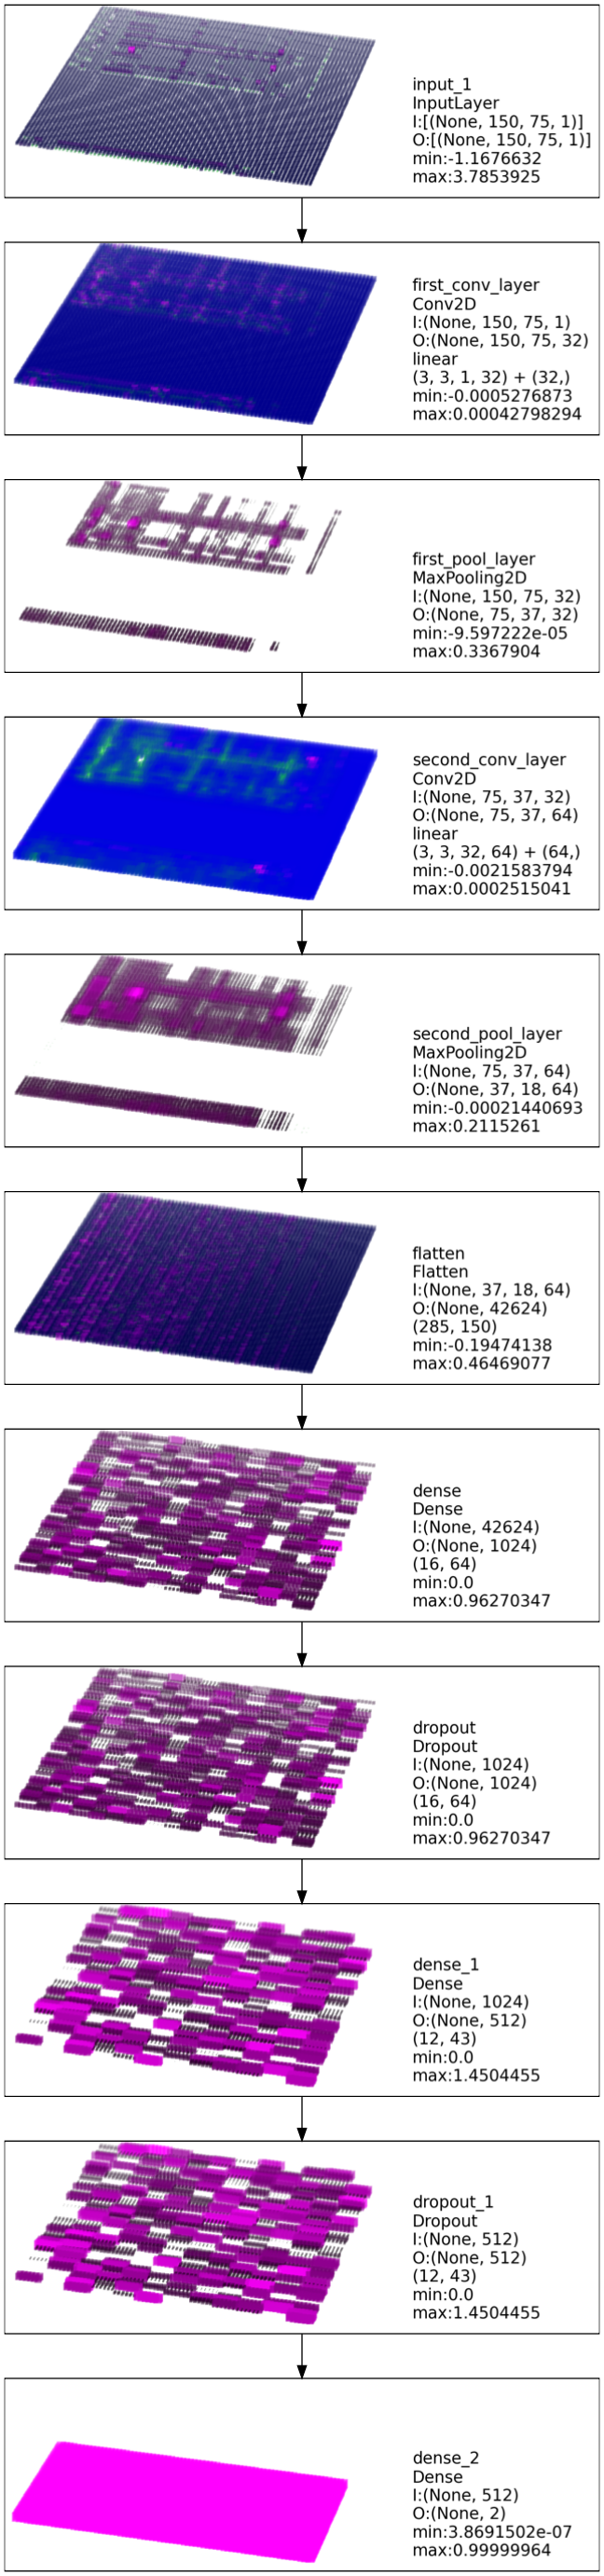 input_1
InputLayer
I:[(None, 150, 75, 1)]
O:[(None, 150, 75, 1)]
min:-1.1676632
max:3.7853925
first_conv_layer
Conv2D
I:(None, 150, 75, 1)
O:(None, 150, 75, 32)
linear
(3, 3, 1, 32) + (32,)
min:-0.0005276873
max:0.00042798294
first_pool_layer
MaxPooling2D
I:(None, 150, 75, 32)
O:(None, 75, 37, 32)
min:-9.597222e-05
max:0.3367904
second_conv_layer
Conv2D
I:(None, 75, 37, 32)
O:(None, 75, 37, 64)
linear
(3, 3, 32, 64) + (64,)
min:-0.0021583794
max:0.0002515041
second_pool_layer
MaxPooling2D
I:(None, 75, 37, 64)
O:(None, 37, 18, 64)
min:-0.00021440693
max:0.2115261
flatten
Flatten
I:(None, 37, 18, 64)
O:(None, 42624)
(285, 150)
min:-0.19474138
max:0.46469077
dense
Dense
I:(None, 42624)
O:(None, 1024)
(16, 64)
min:0.0
max:0.96270347
dropout
Dropout
I:(None, 1024)
O:(None, 1024)
(16, 64)
min:0.0
max:0.96270347
dense_1
Dense
I:(None, 1024)
O:(None, 512)
(12, 43)
min:0.0
max:1.4504455
dropout_1
Dropout
I:(None, 512)
O:(None, 512)
(12, 43)
min:0.0
max:1.4504455
dense_2
Dense
I:(None, 512)
O:(None, 2)
min:3.8691502e-07
max:0.99999964